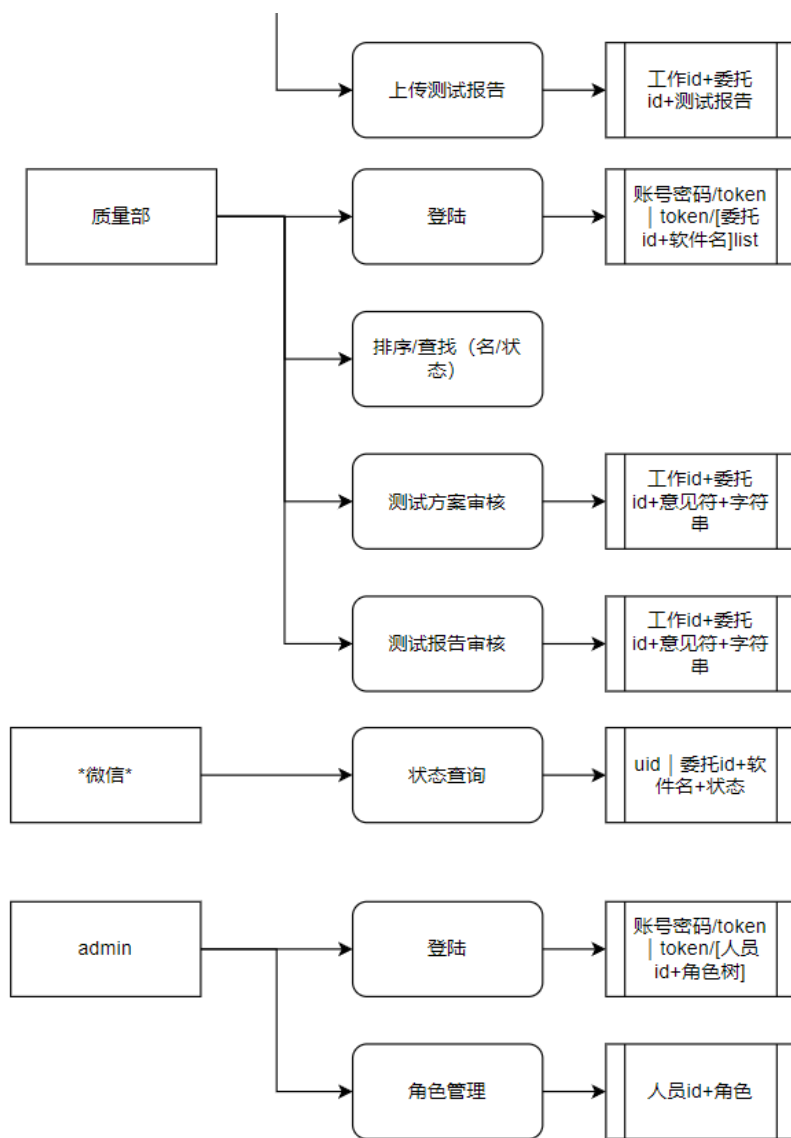 上传测试报告
工作id+委托
id+测试报告
质量部
登陆
账号密码/token
｜token/[委托
id+软件名]list
排序/查找（名/状
态）
测试方案审核
工作id+委托
id+意见符+字符
串
测试报告审核
工作id+委托
id+意见符+字符
串
*微信*
状态查询
uid｜委托id+软
件名+状态
admin
登陆
账号密码/token
｜token/[人员
id+角色树]
角色管理
人员id+角色